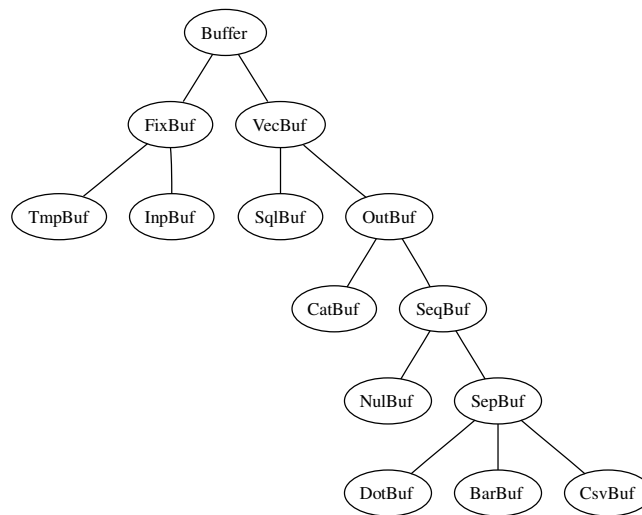 Buffer
FixBuf VecBuf
TmpBuf InpBuf SqlBuf OutBuf
CatBuf SeqBuf
NulBuf SepBuf
DotBuf BarBuf CsvBuf